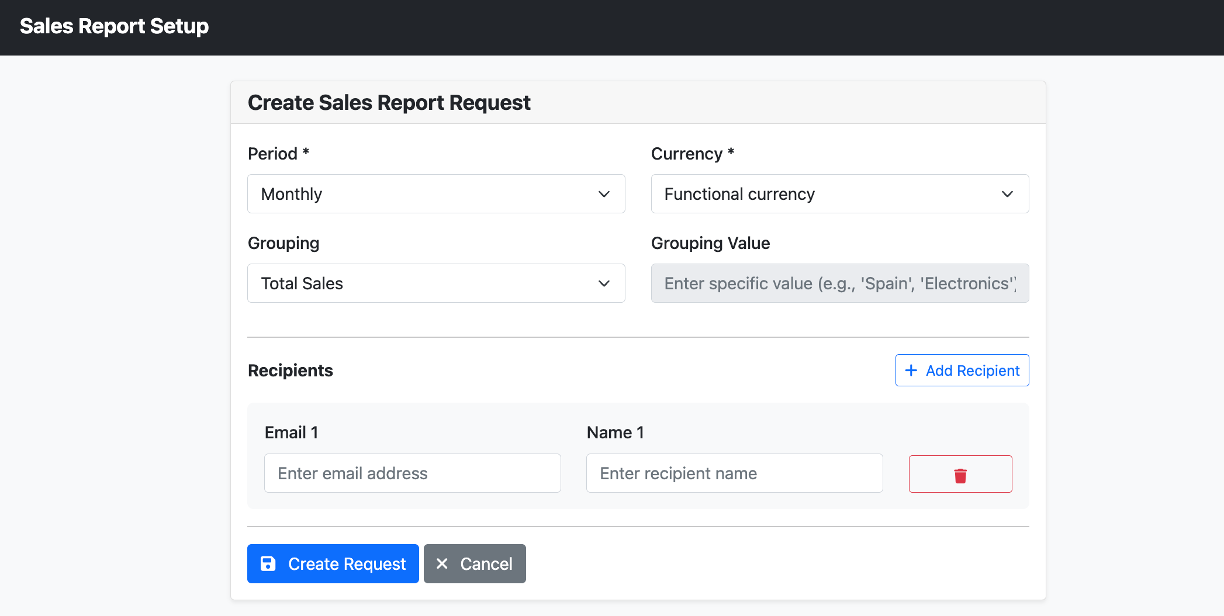 Sales Report Setup
Create Sales Report Request
Period *
Currency *
Monthly
Functional currency
Grouping
Grouping Value
Total Sales
Enter specific value (e.g., 'Spain', 'Electronics')
Recipients
+ Add Recipient
Email 1
Name 1
Enter email address
Enter recipient name
Create Request
Cancel